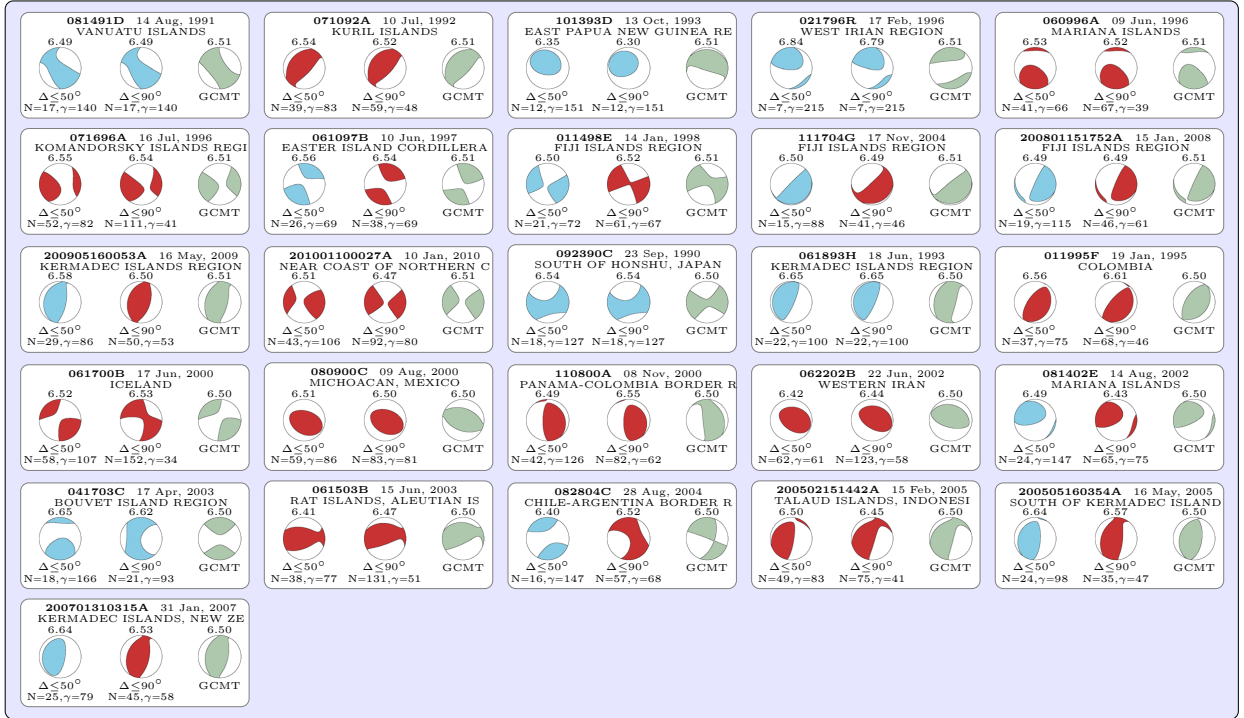 081491D 14 Aug, 1991
VANUATU ISLANDS
6.49 6.49 6.51
Δ≤50° Δ≤90° GCMT
N=17,γ=140 N=17,γ=140
071092A 10 Jul, 1992
KURIL ISLANDS
6.54 6.52 6.51
Δ≤50° Δ≤90° GCMT
N=39,γ=83 N=59,γ=48
101393D 13 Oct, 1993
EAST PAPUA NEW GUINEA RE
6.35 6.30 6.51
Δ≤50° Δ≤90° GCMT
N=12,γ=151 N=12,γ=151
021796R 17 Feb, 1996
WEST IRIAN REGION
6.84 6.79 6.51
Δ≤50° Δ≤90° GCMT
N=7,γ=215 N=7,γ=215
060996A 09 Jun, 1996
MARIANA ISLANDS
6.53 6.52 6.51
Δ≤50° Δ≤90° GCMT
N=41,γ=66 N=67,γ=39
071696A 16 Jul, 1996
KOMANDORSKY ISLANDS REGI
6.55 6.54 6.51
Δ≤50° Δ≤90° GCMT
N=52,γ=82 N=111,γ=41
061097B 10 Jun, 1997
EASTER ISLAND CORDILLERA
6.56 6.54 6.51
Δ≤50° Δ≤90° GCMT
N=26,γ=69 N=38,γ=69
011498E 14 Jan, 1998
FIJI ISLANDS REGION
6.50 6.52 6.51
Δ≤50° Δ≤90° GCMT
N=21,γ=72 N=61,γ=67
111704G 17 Nov, 2004
FIJI ISLANDS REGION
6.50 6.49 6.51
Δ≤50° Δ≤90° GCMT
N=15,γ=88 N=41,γ=46
200801151752A 15 Jan, 2008
FIJI ISLANDS REGION
6.49 6.49 6.51
Δ≤50° Δ≤90° GCMT
N=19,γ=115 N=46,γ=61
200905160053A 16 May, 2009
KERMADEC ISLANDS REGION
6.58 6.50 6.51
Δ≤50° Δ≤90° GCMT
N=29,γ=86 N=50,γ=53
201001100027A 10 Jan, 2010
NEAR COAST OF NORTHERN C
6.51 6.47 6.51
Δ≤50° Δ≤90° GCMT
N=43,γ=106 N=92,γ=80
092390C 23 Sep, 1990
SOUTH OF HONSHU, JAPAN
6.54 6.54 6.50
Δ≤50° Δ≤90° GCMT
N=18,γ=127 N=18,γ=127
061893H 18 Jun, 1993
KERMADEC ISLANDS REGION
6.65 6.65 6.50
Δ≤50° Δ≤90° GCMT
N=22,γ=100 N=22,γ=100
011995F 19 Jan, 1995
COLOMBIA
6.56 6.61 6.50
Δ≤50° Δ≤90° GCMT
N=37,γ=75 N=68,γ=46
061700B 17 Jun, 2000
ICELAND
6.52 6.53 6.50
Δ≤50° Δ≤90° GCMT
N=58,γ=107 N=152,γ=34
080900C 09 Aug, 2000
MICHOACAN, MEXICO
6.51 6.50 6.50
Δ≤50° Δ≤90° GCMT
N=59,γ=86 N=83,γ=81
110800A 08 Nov, 2000
PANAMA-COLOMBIA BORDER R
6.49 6.55 6.50
Δ≤50° Δ≤90° GCMT
N=42,γ=126 N=82,γ=62
062202B 22 Jun, 2002
WESTERN IRAN
6.42 6.44 6.50
Δ≤50° Δ≤90° GCMT
N=62,γ=61 N=123,γ=58
081402E 14 Aug, 2002
MARIANA ISLANDS
6.49 6.43 6.50
Δ≤50° Δ≤90° GCMT
N=24,γ=147 N=65,γ=75
041703C 17 Apr, 2003
BOUVET ISLAND REGION
6.65 6.62 6.50
Δ≤50° Δ≤90° GCMT
N=18,γ=166 N=21,γ=93
061503B 15 Jun, 2003
RAT ISLANDS, ALEUTIAN IS
6.41 6.47 6.50
Δ≤50° Δ≤90° GCMT
N=38,γ=77 N=131,γ=51
082804C 28 Aug, 2004
CHILE-ARGENTINA BORDER R
6.40 6.52 6.50
Δ≤50° Δ≤90° GCMT
N=16,γ=147 N=57,γ=68
200502151442A 15 Feb, 2005
TALAUD ISLANDS, INDONESI
6.50 6.45 6.50
Δ≤50° Δ≤90° GCMT
N=49,γ=83 N=75,γ=41
200505160354A 16 May, 2005
SOUTH OF KERMADEC ISLAND
6.64 6.57 6.50
Δ≤50° Δ≤90° GCMT
N=24,γ=98 N=35,γ=47
200701310315A 31 Jan, 2007
KERMADEC ISLANDS, NEW ZE
6.64 6.53 6.50
Δ≤50° Δ≤90° GCMT
N=25,γ=79 N=45,γ=58